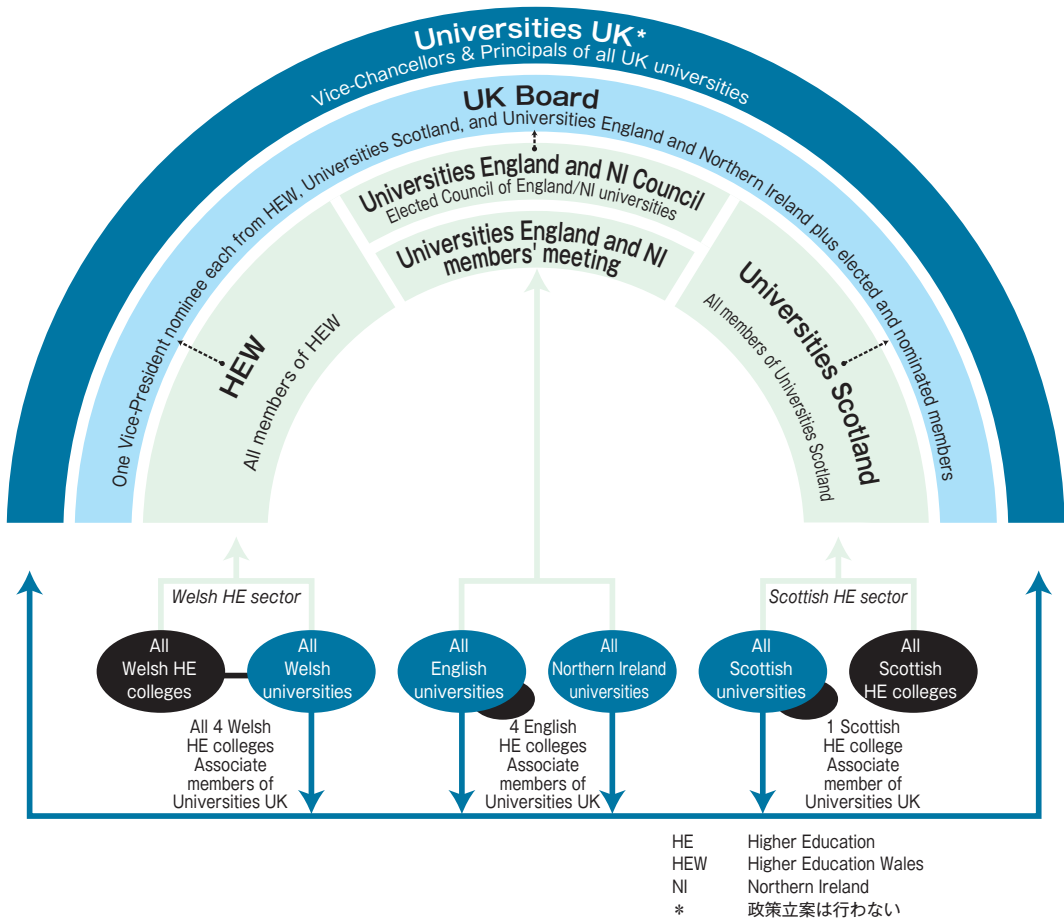 Universities UK*
Vice-Chancellors & Principals of all UK universities
UK Board
One Vice-President nominee each from HEW, Universities Scotland, and Universities England and Northern Ireland plus elected and nominated members
Universities England and NI Council
Elected Council of England/NI universities
Universities England and NI
members' meeting
HEW
All members of HEW
Universities Scotland
All members of Universities Scotland
Welsh HE sector
Scottish HE sector
All
Welsh HE
colleges
All
Welsh
universities
All
English
universities
All
Northern Ireland
universities
All
Scottish
universities
All
Scottish
HE colleges
All 4 Welsh
HE colleges
Associate
members of
Universities UK
4 English
HE colleges
Associate
members of
Universities UK
1 Scottish
HE college
Associate
member of
Universities UK
HE Higher Education
HEW Higher Education Wales
NI Northern Ireland
* 政策立案は行わない